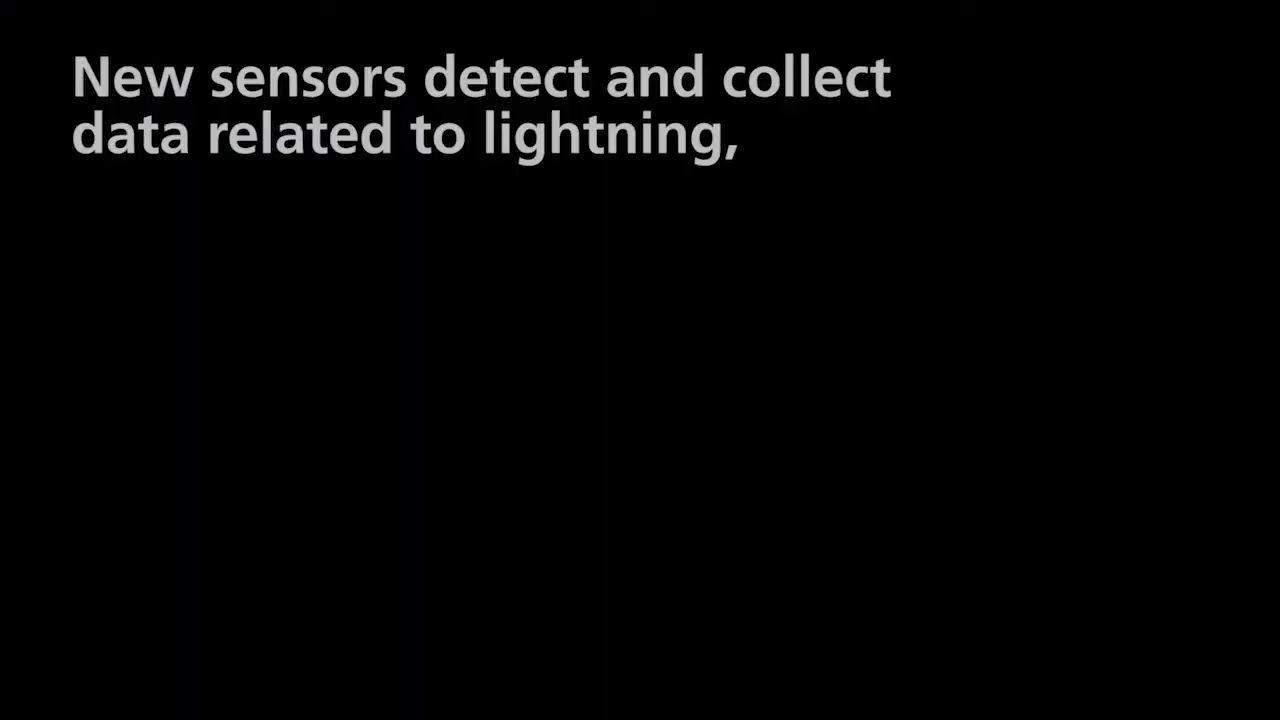 New sensors detect and collect
data related to lightning,